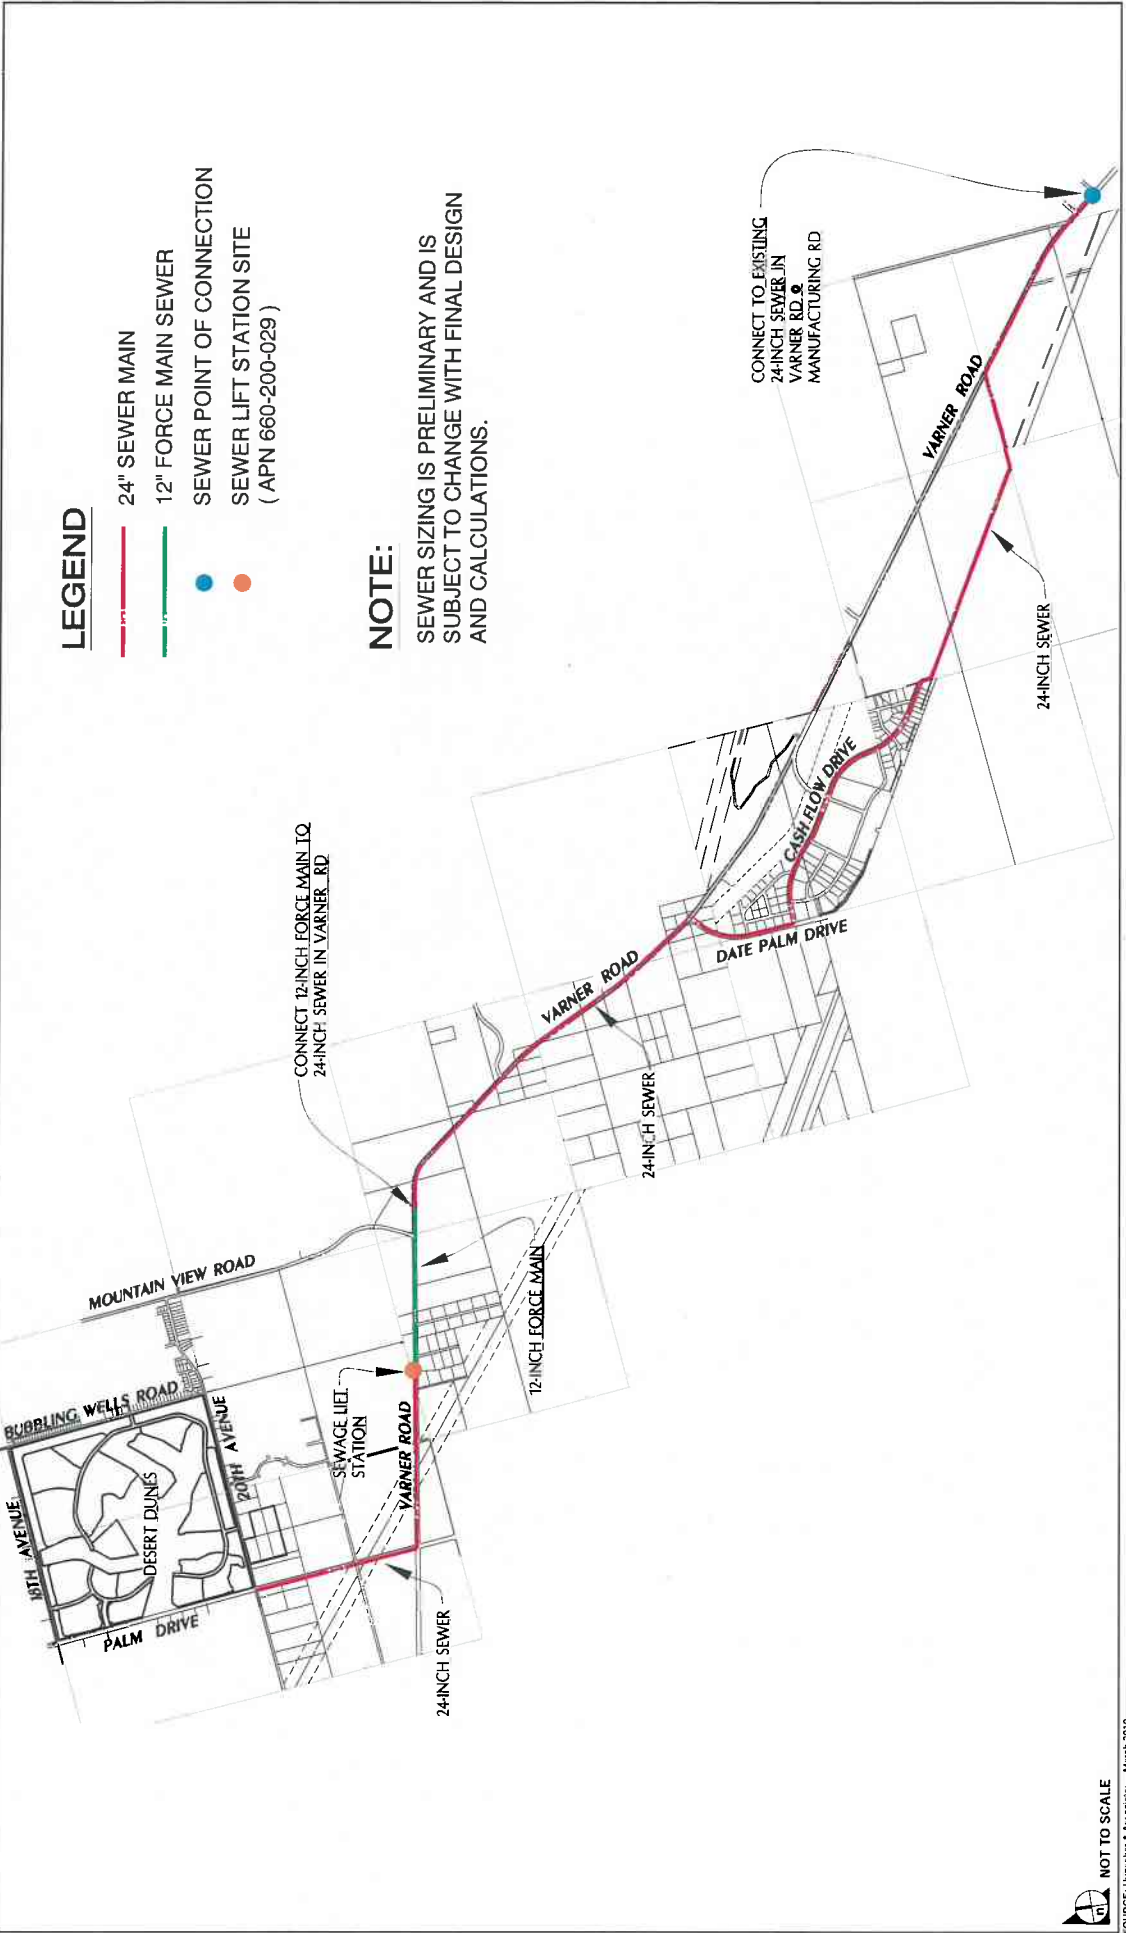 LEGEND
24" SEWER MAIN
12" FORCE MAIN SEWER
SEWER POINT OF CONNECTION
SEWER LIFT STATION SITE
( APN 660-200-029 )
NOTE:
SEWER SIZING IS PRELIMINARY AND IS
SUBJECT TO CHANGE WITH FINAL DESIGN
AND CALCULATIONS.
18TH AVENUE
BUBBLING WELLS ROAD
DESERT DUNES
PALM DRIVE
20TH AVENUE
MOUNTAIN VIEW ROAD
24-INCH SEWER
SEWAGE LIFT
STATION
VARNER ROAD
12-INCH FORCE MAIN
CONNECT 12-INCH FORCE MAIN TO
24-INCH SEWER IN VARNER RD
VARNER ROAD
24-INCH SEWER
DATE PALM DRIVE
CASH FLOW DRIVE
VARNER ROAD
24-INCH SEWER
CONNECT TO EXISTING
24-INCH SEWER IN
VARNER RD @
MANUFACTURING RD
n
NOT TO SCALE
March 2010